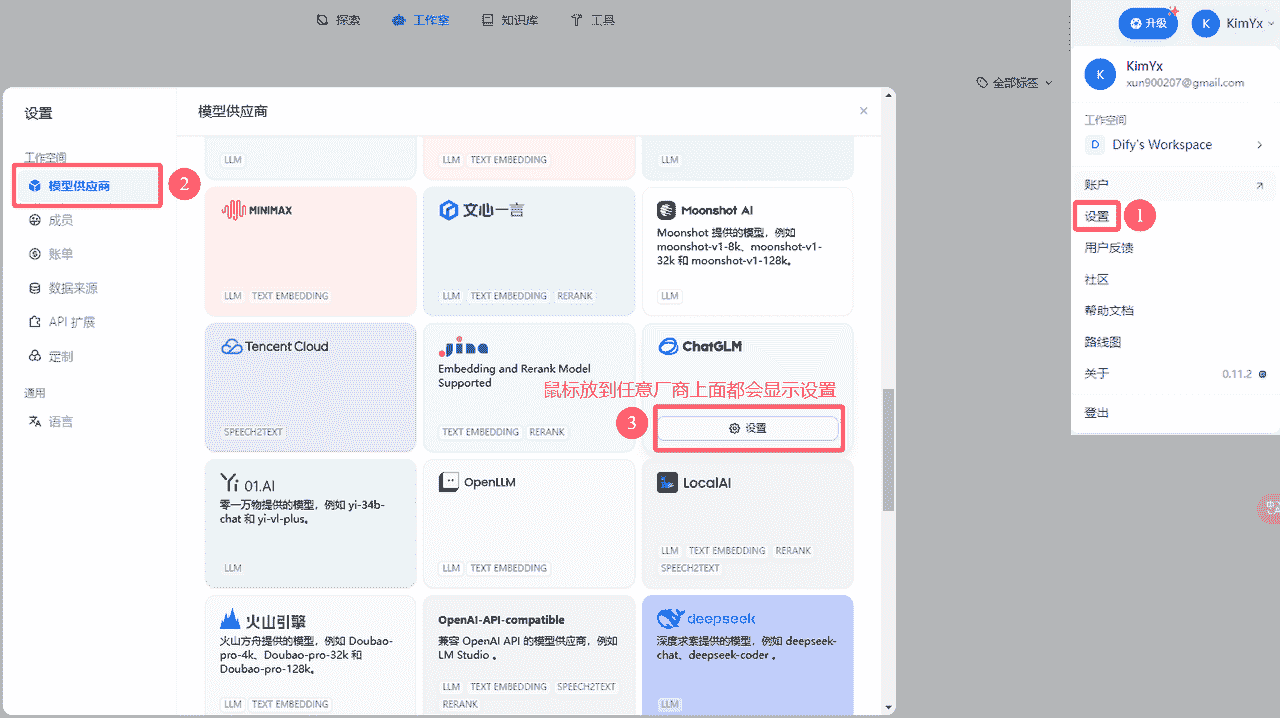 探索
工作室
知识库
工具
升级
K
KimYx
K
KimYx
xun900207@gmail.com
工作空间
D
Dify's Workspace
账户
设置
1
用户反馈
社区
帮助文档
路线图
关于
0.11.2
登出
全部标签
设置
工作空间
模型供应商
2
成员
账单
数据来源
API 扩展
定制
通用
语言
模型供应商
LLM
LLM TEXT EMBEDDING
LLM
MINIMAX
LLM TEXT EMBEDDING
文心一言
LLM TEXT EMBEDDING RERANK
Moonshot AI
Moonshot 提供的模型，例如
moonshot-v1-8k、moonshot-v1-
32k 和 moonshot-v1-128k。
LLM
Tencent Cloud
SPEECH2TEXT
Jina
Embedding and Rerank Model
Supported
TEXT EMBEDDING RERANK
ChatGLM
鼠标放到任意厂商上面都会显示设置
3
设置
Yi 01.AI
零一万物提供的模型，例如 yi-34b-
chat 和 yi-vl-plus。
LLM
OpenLLM
LLM TEXT EMBEDDING
LocalAI
LLM TEXT EMBEDDING RERANK
SPEECH2TEXT
火山引擎
火山方舟提供的模型，例如 Doubao-
pro-4k、Doubao-pro-32k 和
Doubao-pro-128k。
LLM TEXT EMBEDDING
OpenAI-API-compatible
兼容 OpenAI API 的模型供应商，例如
LM Studio 。
LLM TEXT EMBEDDING SPEECH2TEXT
RERANK
deepseek
深度求索提供的模型，例如 deepseek-
chat、deepseek-coder 。
LLM